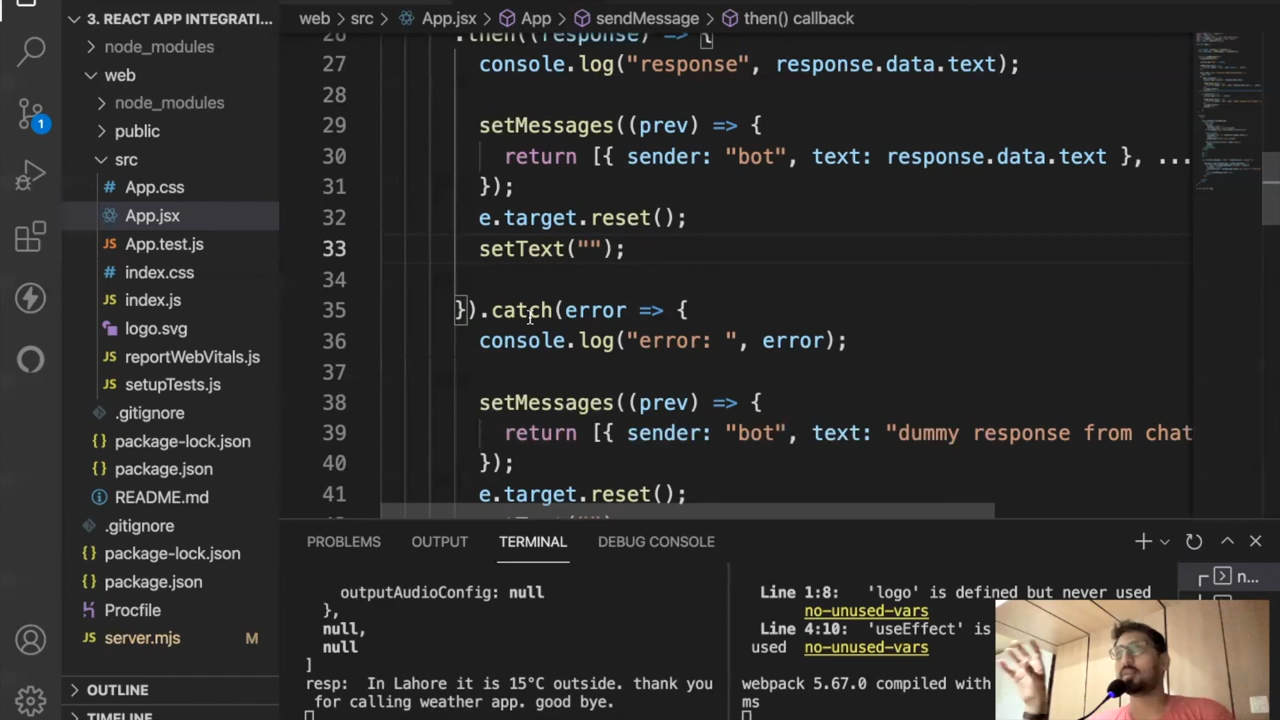 3. REACT APP INTEGRATI...
node_modules
web
node_modules
public
src
App.css
App.jsx
App.test.js
index.css
index.js
logo.svg
reportWebVitals.js
setupTests.js
.gitignore
package-lock.json
package.json
README.md
.gitignore
package-lock.json
package.json
Procfile
server.mjs M
OUTLINE
TIMELINE
1
web > src > App.jsx > App > sendMessage > then() callback
26 .then((response) => {
27 console.log("response", response.data.text);
28
29 setMessages((prev) => {
30 return [{ sender: "bot", text: response.data.text }, ...
31 });
32 e.target.reset();
33 setText("");
34
35 }).catch(error => {
36 console.log("error: ", error);
37
38 setMessages((prev) => {
39 return [{ sender: "bot", text: "dummy response from chat
40 });
41 e.target.reset();
PROBLEMS OUTPUT TERMINAL DEBUG CONSOLE
outputAudioConfig: null
},
null,
null
]
resp: In Lahore it is 15°C outside. thank you
for calling weather app. good bye.
Line 1:8: 'logo' is defined but never used
no-unused-vars
Line 4:10: 'useEffect' is
used no-unused-vars
webpack 5.67.0 compiled with
ms
n...